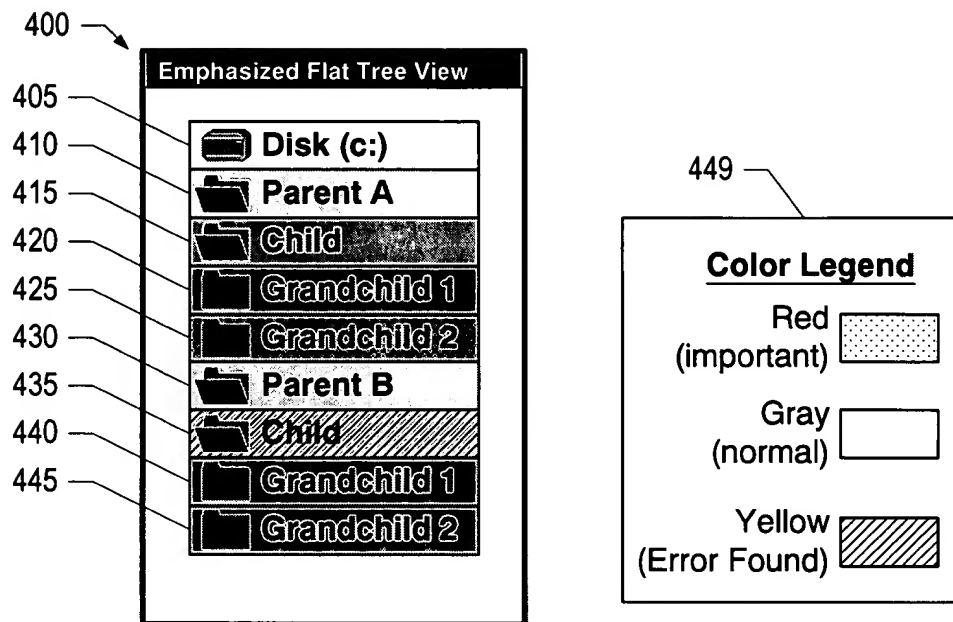 400
Emphasized Flat Tree View
405
Disk (c:)
410
Parent A
415
Child
420
Grandchild 1
425
Grandchild 2
430
Parent B
435
Child
440
Grandchild 1
445
Grandchild 2
449
Color Legend
Red
(important)
Gray
(normal)
Yellow
(Error Found)